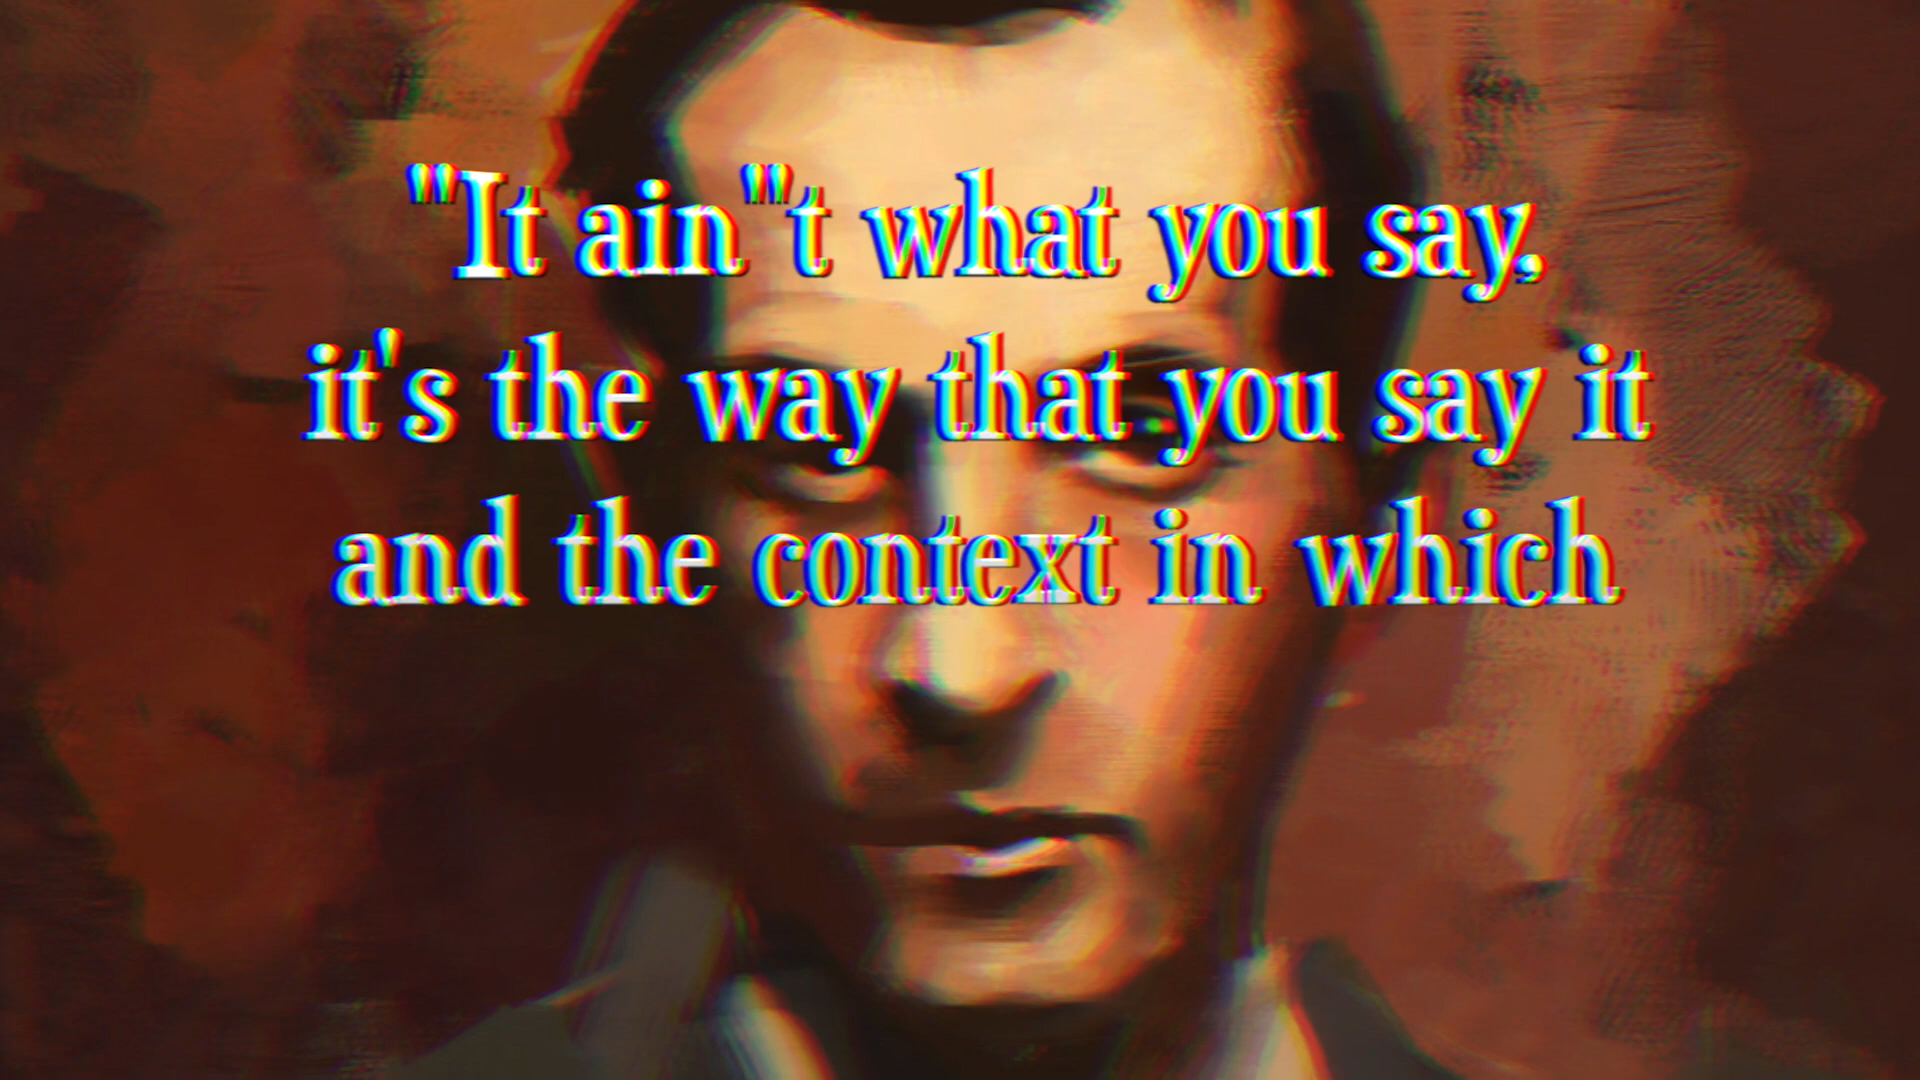 "It ain"t what you say,
it's the way that you say it
and the context in which